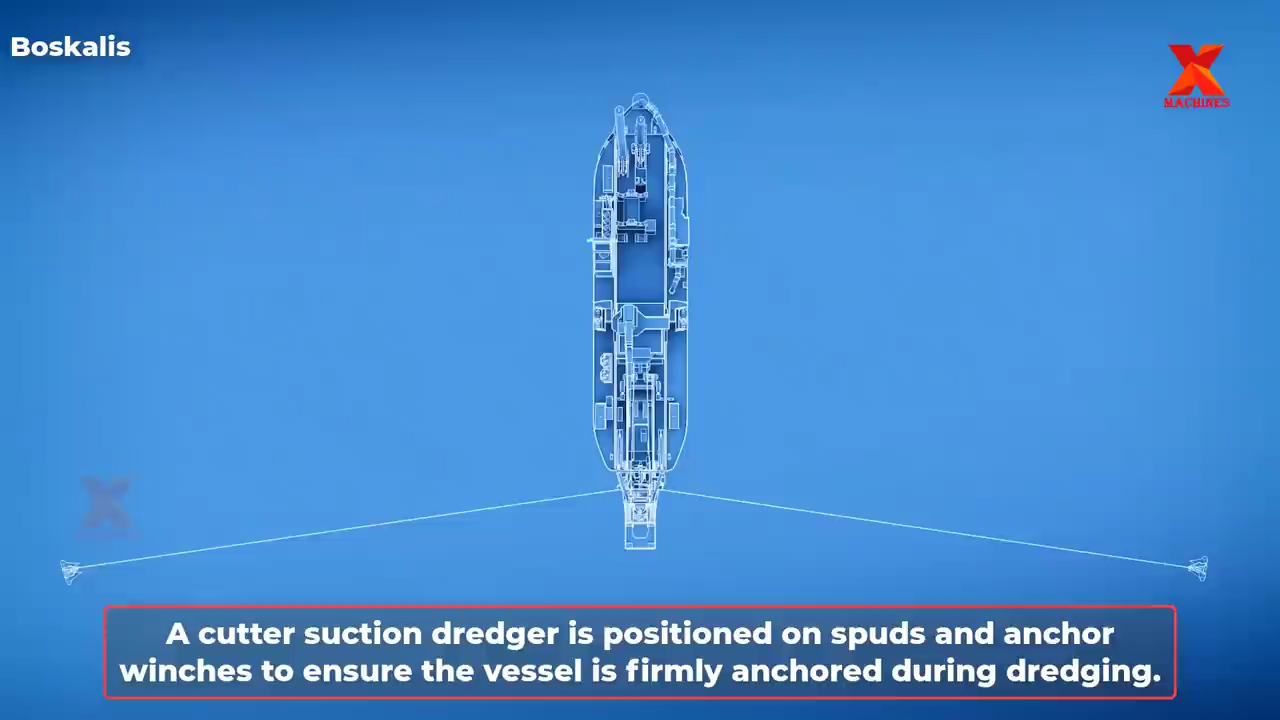 Boskalis
X
MACHINES
A cutter suction dredger is positioned on spuds and anchor
winches to ensure the vessel is firmly anchored during dredging.